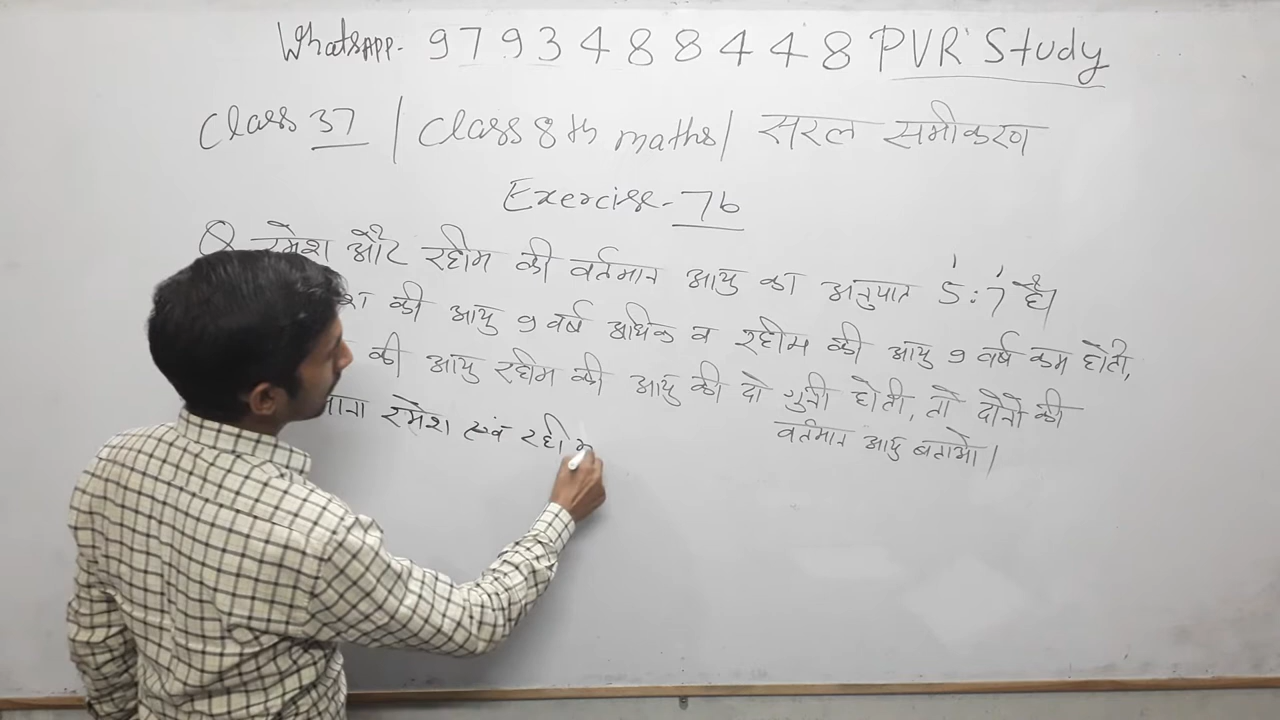 Whatsapp. 9793488448 PVR Study
Class 37 / Class 8th maths / सरल समीकरण
Exercise-7b
Q रमेश और रहीम की वर्तमान आयु का अनुपात 5:7 है।
की आयु 9 वर्ष अधिक व रहीम की आयु 9 वर्ष कम होती,
की आयु रहीम की आयु की दो गुनी होती, तो दोनो की
वर्तमान आयु बताओ।
माना रमेश एवं रहीम